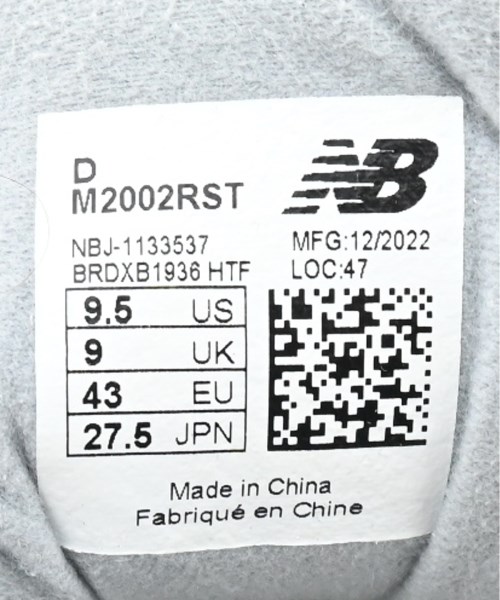 D
M2002RST
NB
NBJ-1133537
MFG:12/2022
BRDXB1936 HTF
LOC:47
9.5 US
9 UK
43 EU
27.5 JPN
Made in China
Fabriqué en Chine